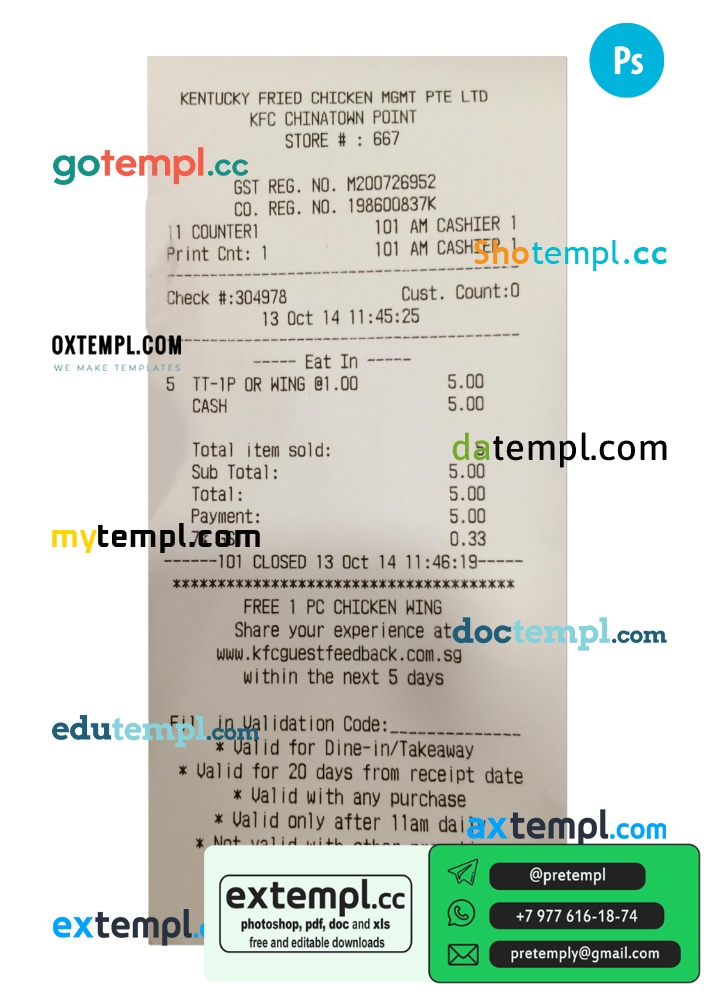 Ps
KENTUCKY FRIED CHICKEN MGMT PTE LTD
KFC CHINATOWN POINT
STORE # : 667
gotempl.cc
GST REG. NO. M200726952
CO. REG. NO. 198600837K
11 COUNTER1 101 AM CASHIER 1
Print Cnt: 1 101 AM CASHIER 1
Shotempl.cc
Check #:304978 Cust. Count:0
13 Oct 14 11:45:25
OXTEMPL.COM
WE MAKE TEMPLATES
----- Eat In -----
5 TT-1P OR WING @1.00 5.00
CASH 5.00
Total item sold:
datempl.com
Sub Total: 5.00
Total: 5.00
Payment: 5.00
mytempl.com
7% GST 0.33
------101 CLOSED 13 Oct 14 11:46:19-----
**************************************
FREE 1 PC CHICKEN WING
Share your experience at
doctempl.com
www.kfcguestfeedback.com.sg
within the next 5 days
Fill in Validation Code:______________
edutempl.com
* Valid for Dine-in/Takeaway
* Valid for 20 days from receipt date
* Valid with any purchase
* Valid only after 11am daily
axtempl.com
* Not valid with other
extempl.cc
photoshop, pdf, doc and xls
free and editable downloads
@pretempl
+7 977 616-18-74
pretemply@gmail.com
extempl.